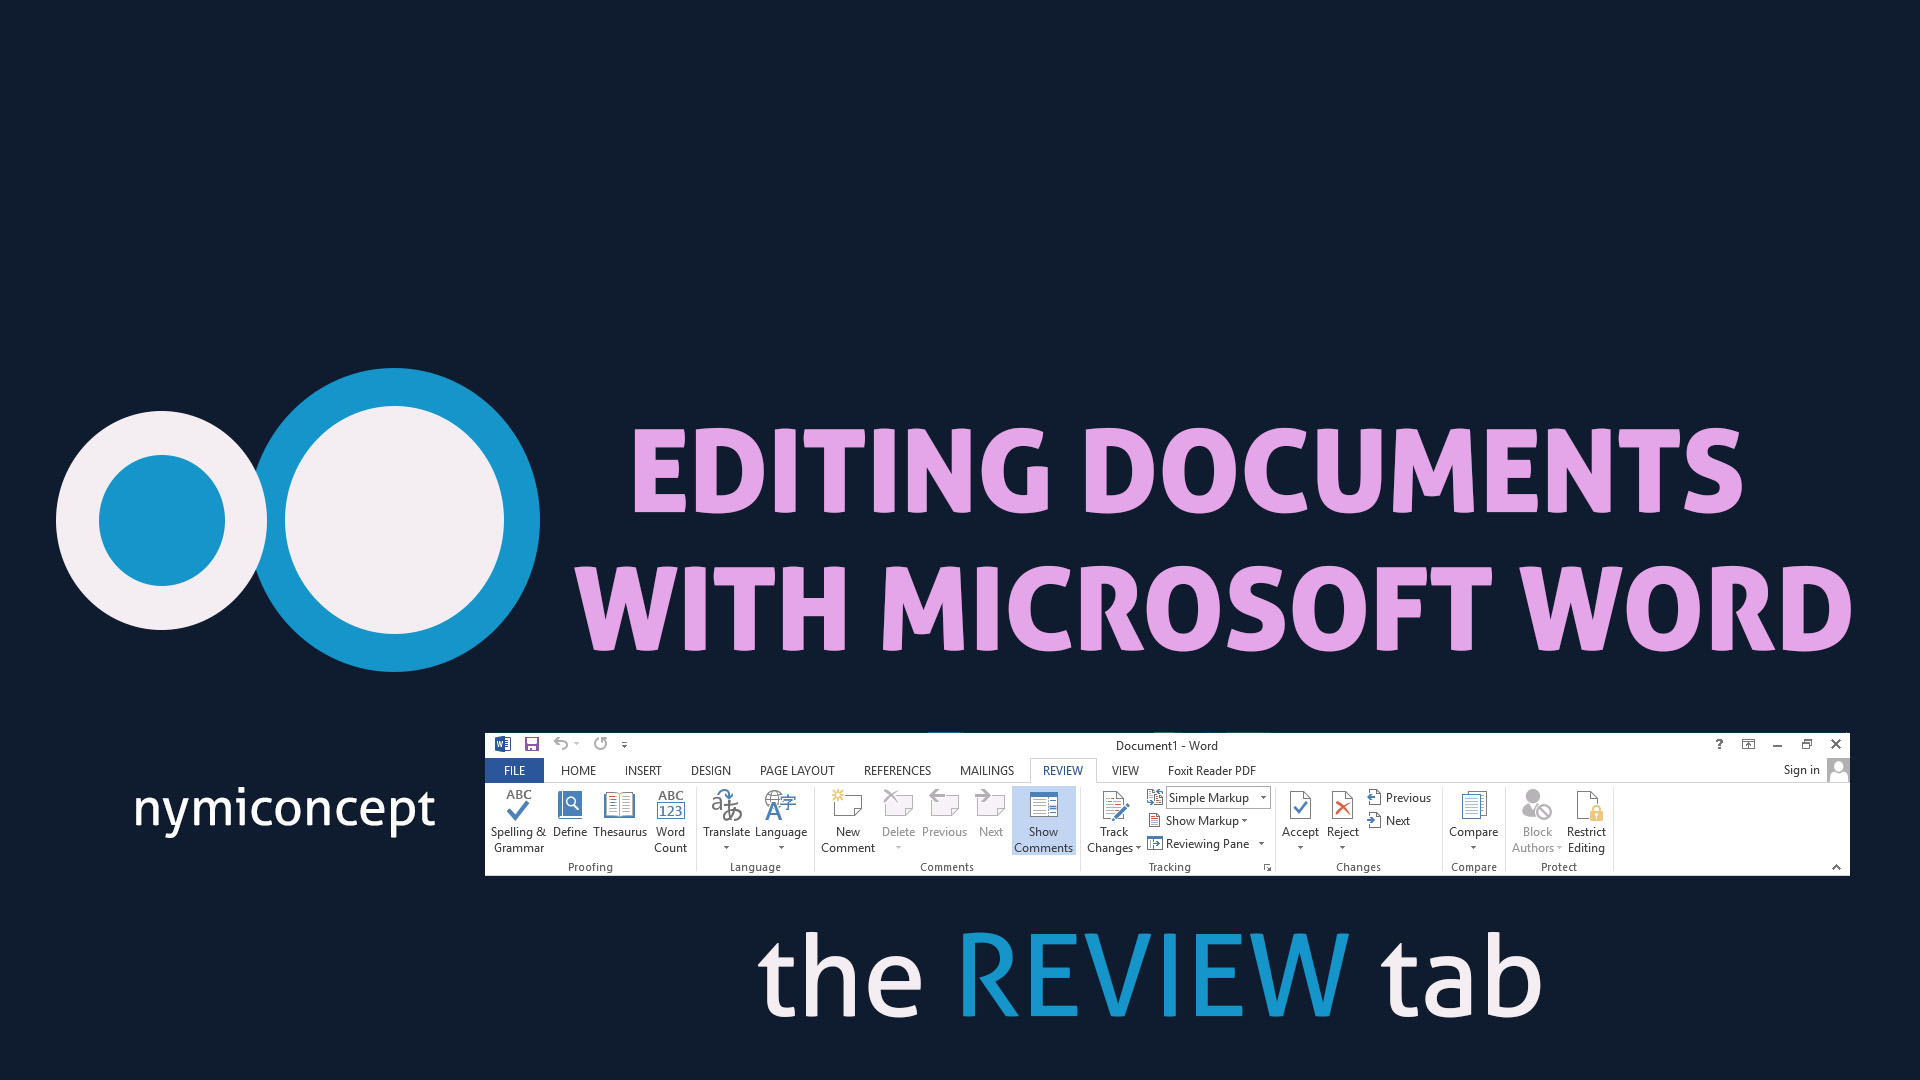 EDITING DOCUMENTS
WITH MICROSOFT WORD
nymiconcept
Document1 - Word
?
FILE HOME INSERT DESIGN PAGE LAYOUT REFERENCES MAILINGS REVIEW VIEW Foxit Reader PDF Sign in
ABC
Spelling &
Grammar
Define
Thesaurus
ABC
123
Word
Count
Proofing
Translate
Language
Language
New
Comment
Delete
Previous
Next
Show
Comments
Comments
Track
Changes
Simple Markup
Show Markup
Reviewing Pane
Tracking
Accept
Reject
Previous
Next
Changes
Compare
Compare
Block
Authors
Restrict
Editing
Protect
the REVIEW tab